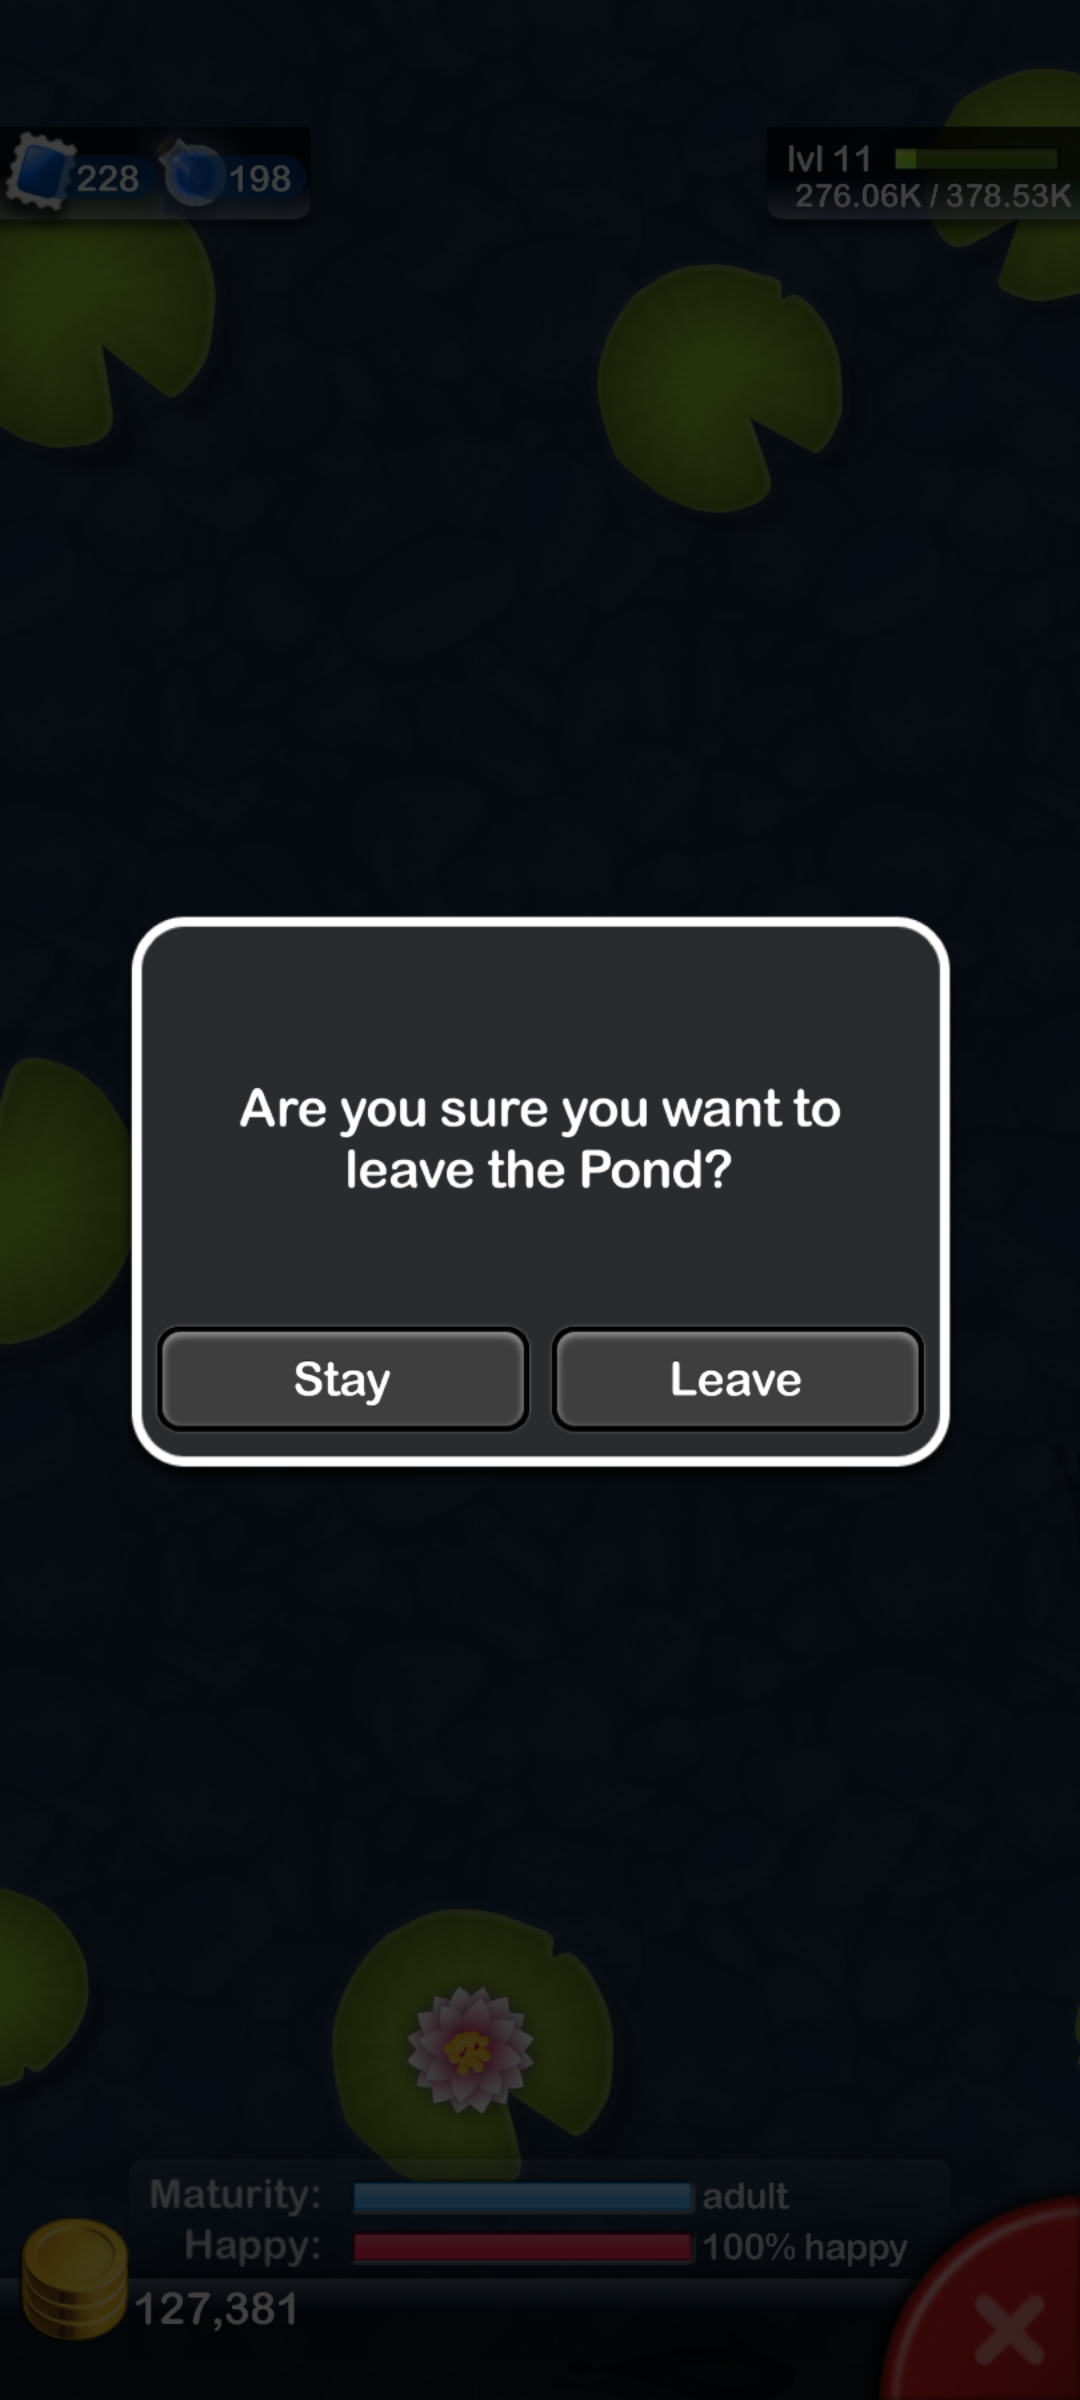 228 198
lvl 11
276.06K / 378.53K
Are you sure you want to
leave the Pond?
Stay Leave
Maturity: adult
Happy: 100% happy
127,381